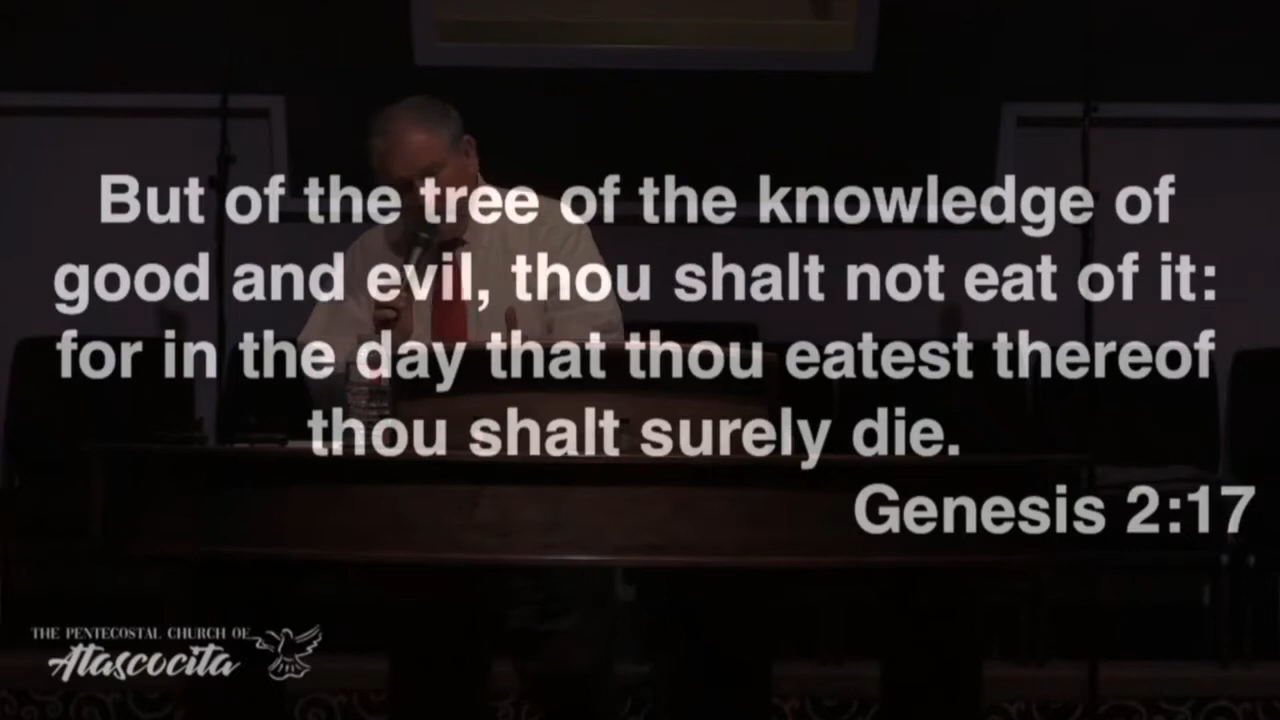 But of the tree of the knowledge of
good and evil, thou shalt not eat of it:
for in the day that thou eatest thereof
thou shalt surely die.
Genesis 2:17
THE PENTECOSTAL CHURCH OF
Atascocita